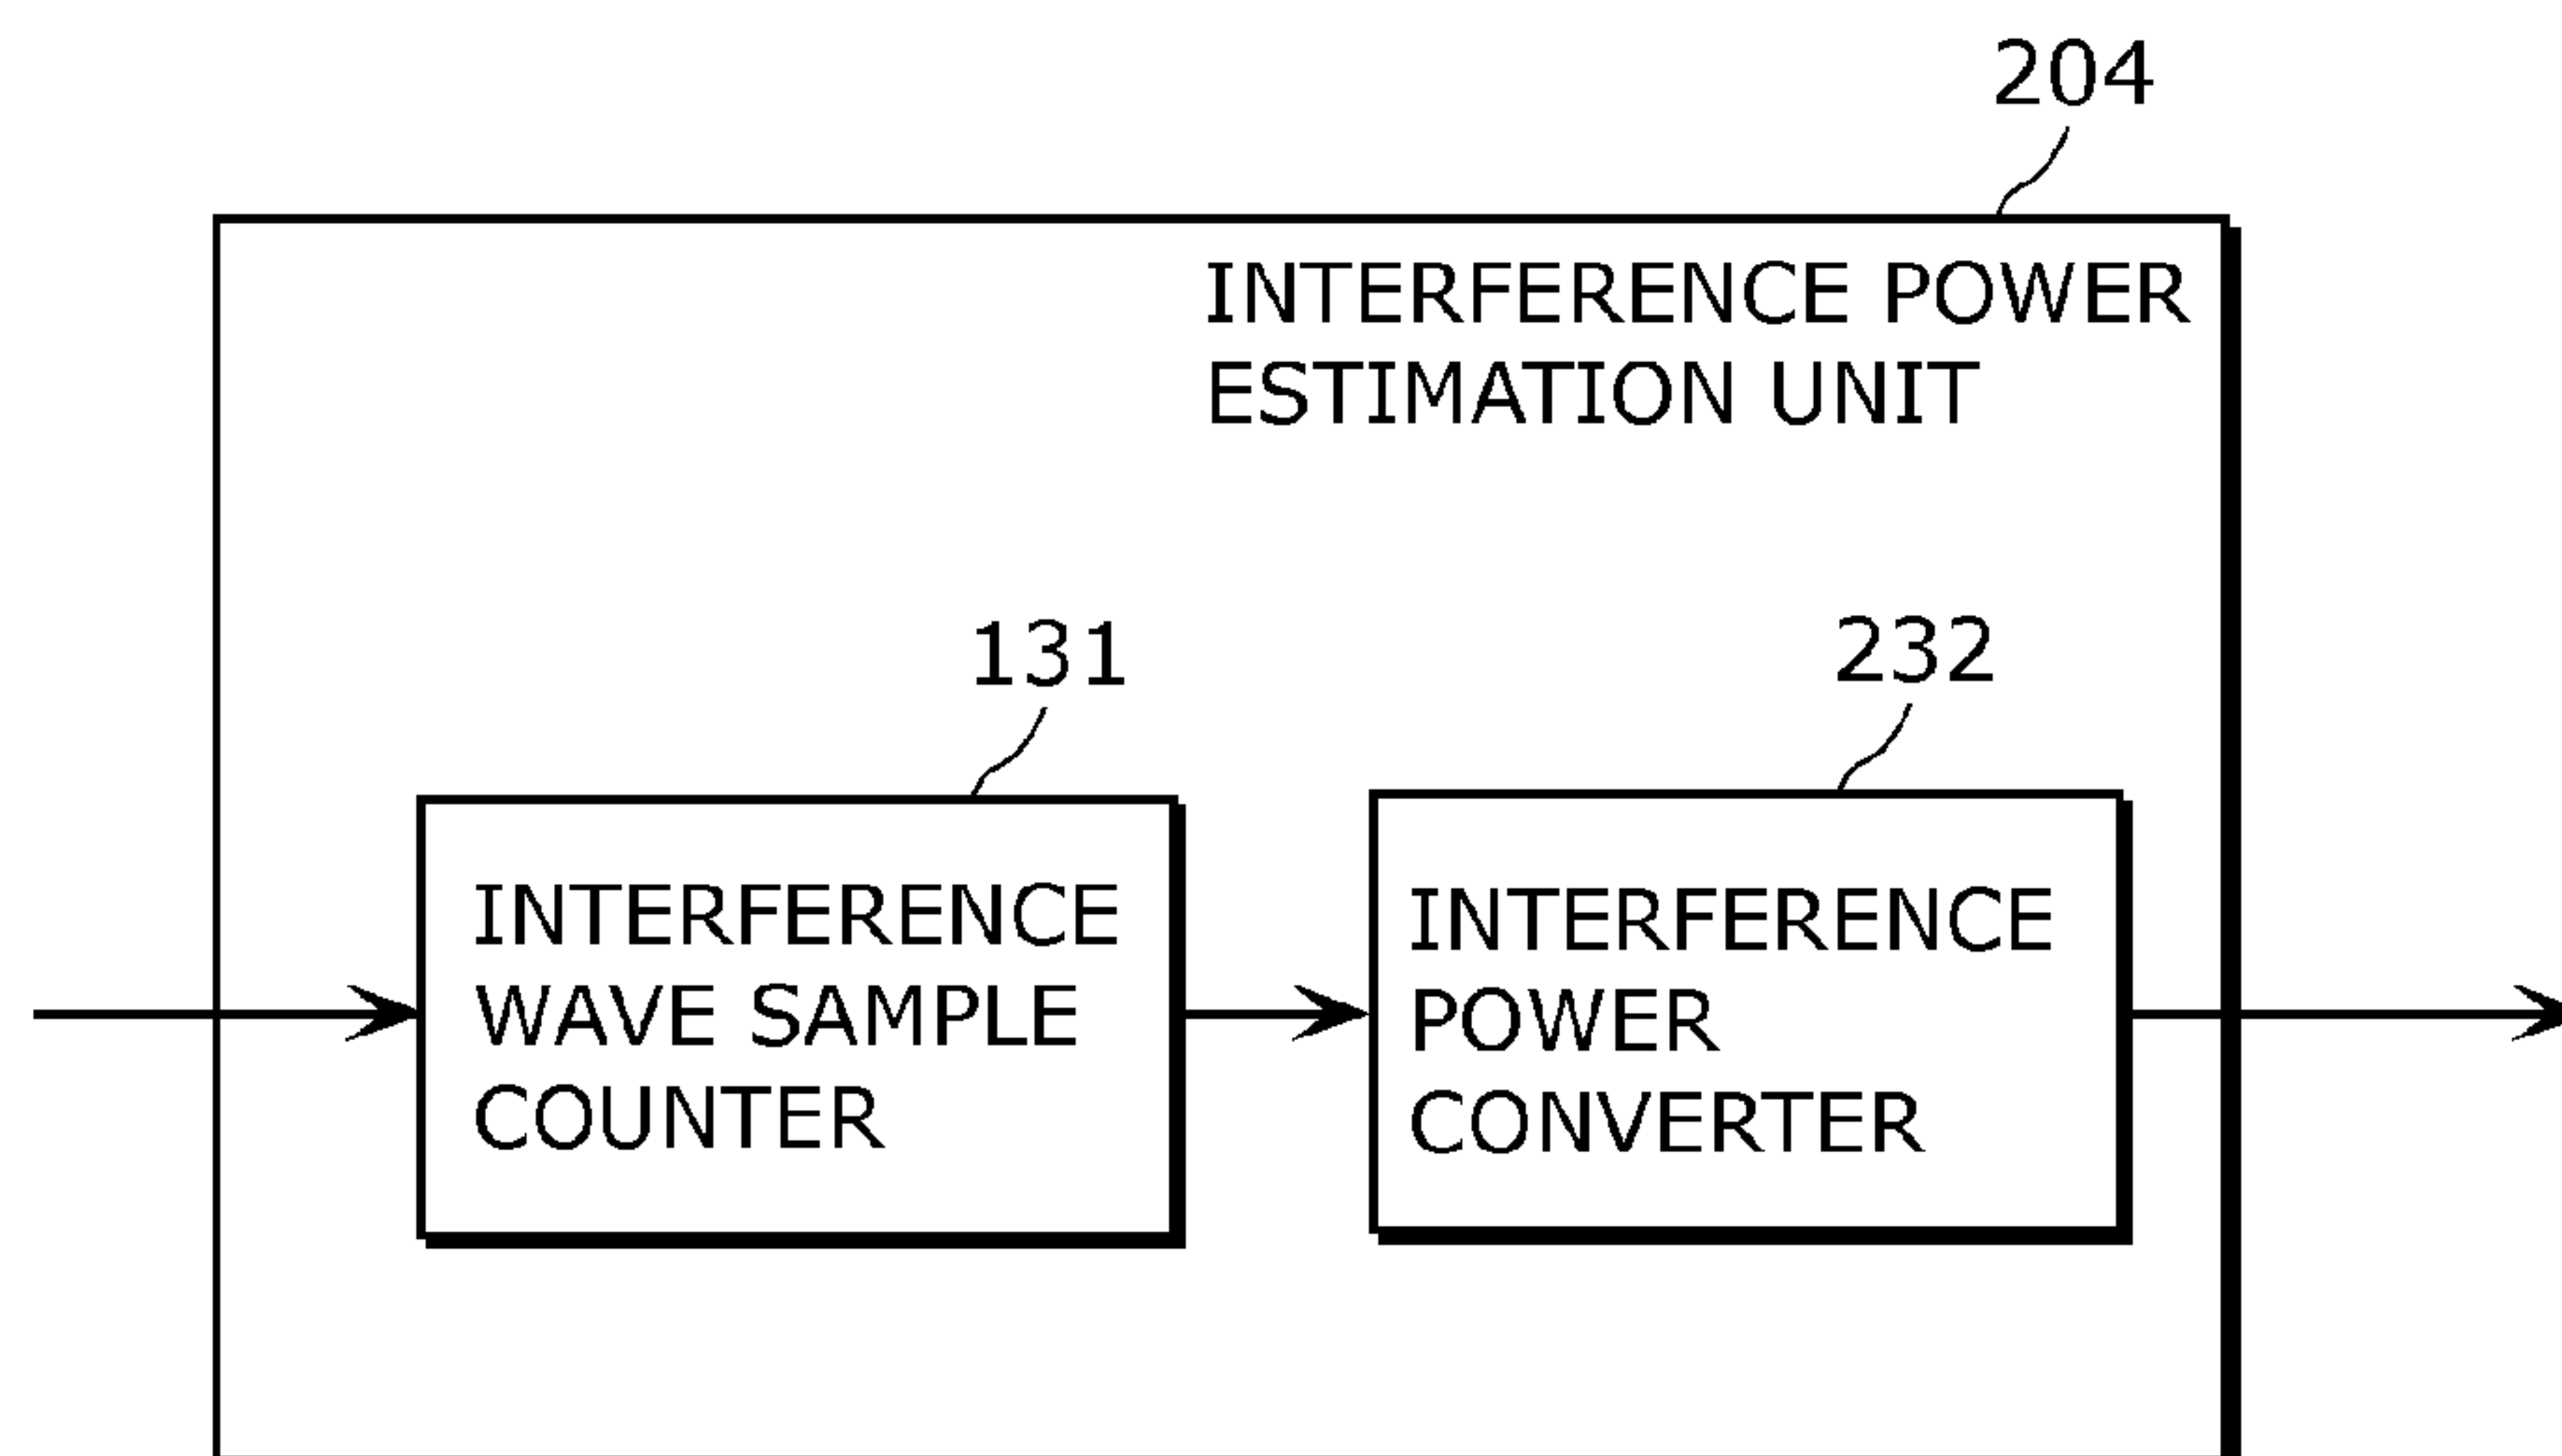 204
INTERFERENCE POWER
ESTIMATION UNIT
131
232
INTERFERENCE
WAVE SAMPLE
COUNTER
INTERFERENCE
POWER
CONVERTER